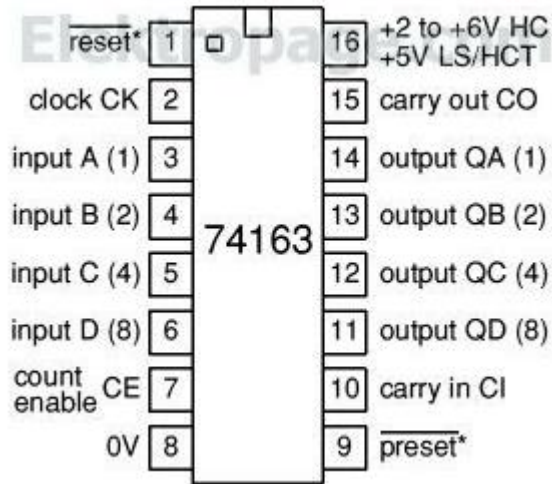 Elektropage.com
reset* 1
16 +2 to +6V HC
+5V LS/HCT
clock CK 2
15 carry out CO
input A (1) 3
14 output QA (1)
input B (2) 4
13 output QB (2)
74163
input C (4) 5
12 output QC (4)
input D (8) 6
11 output QD (8)
count
enable CE 7
10 carry in CI
0V 8
9 preset*